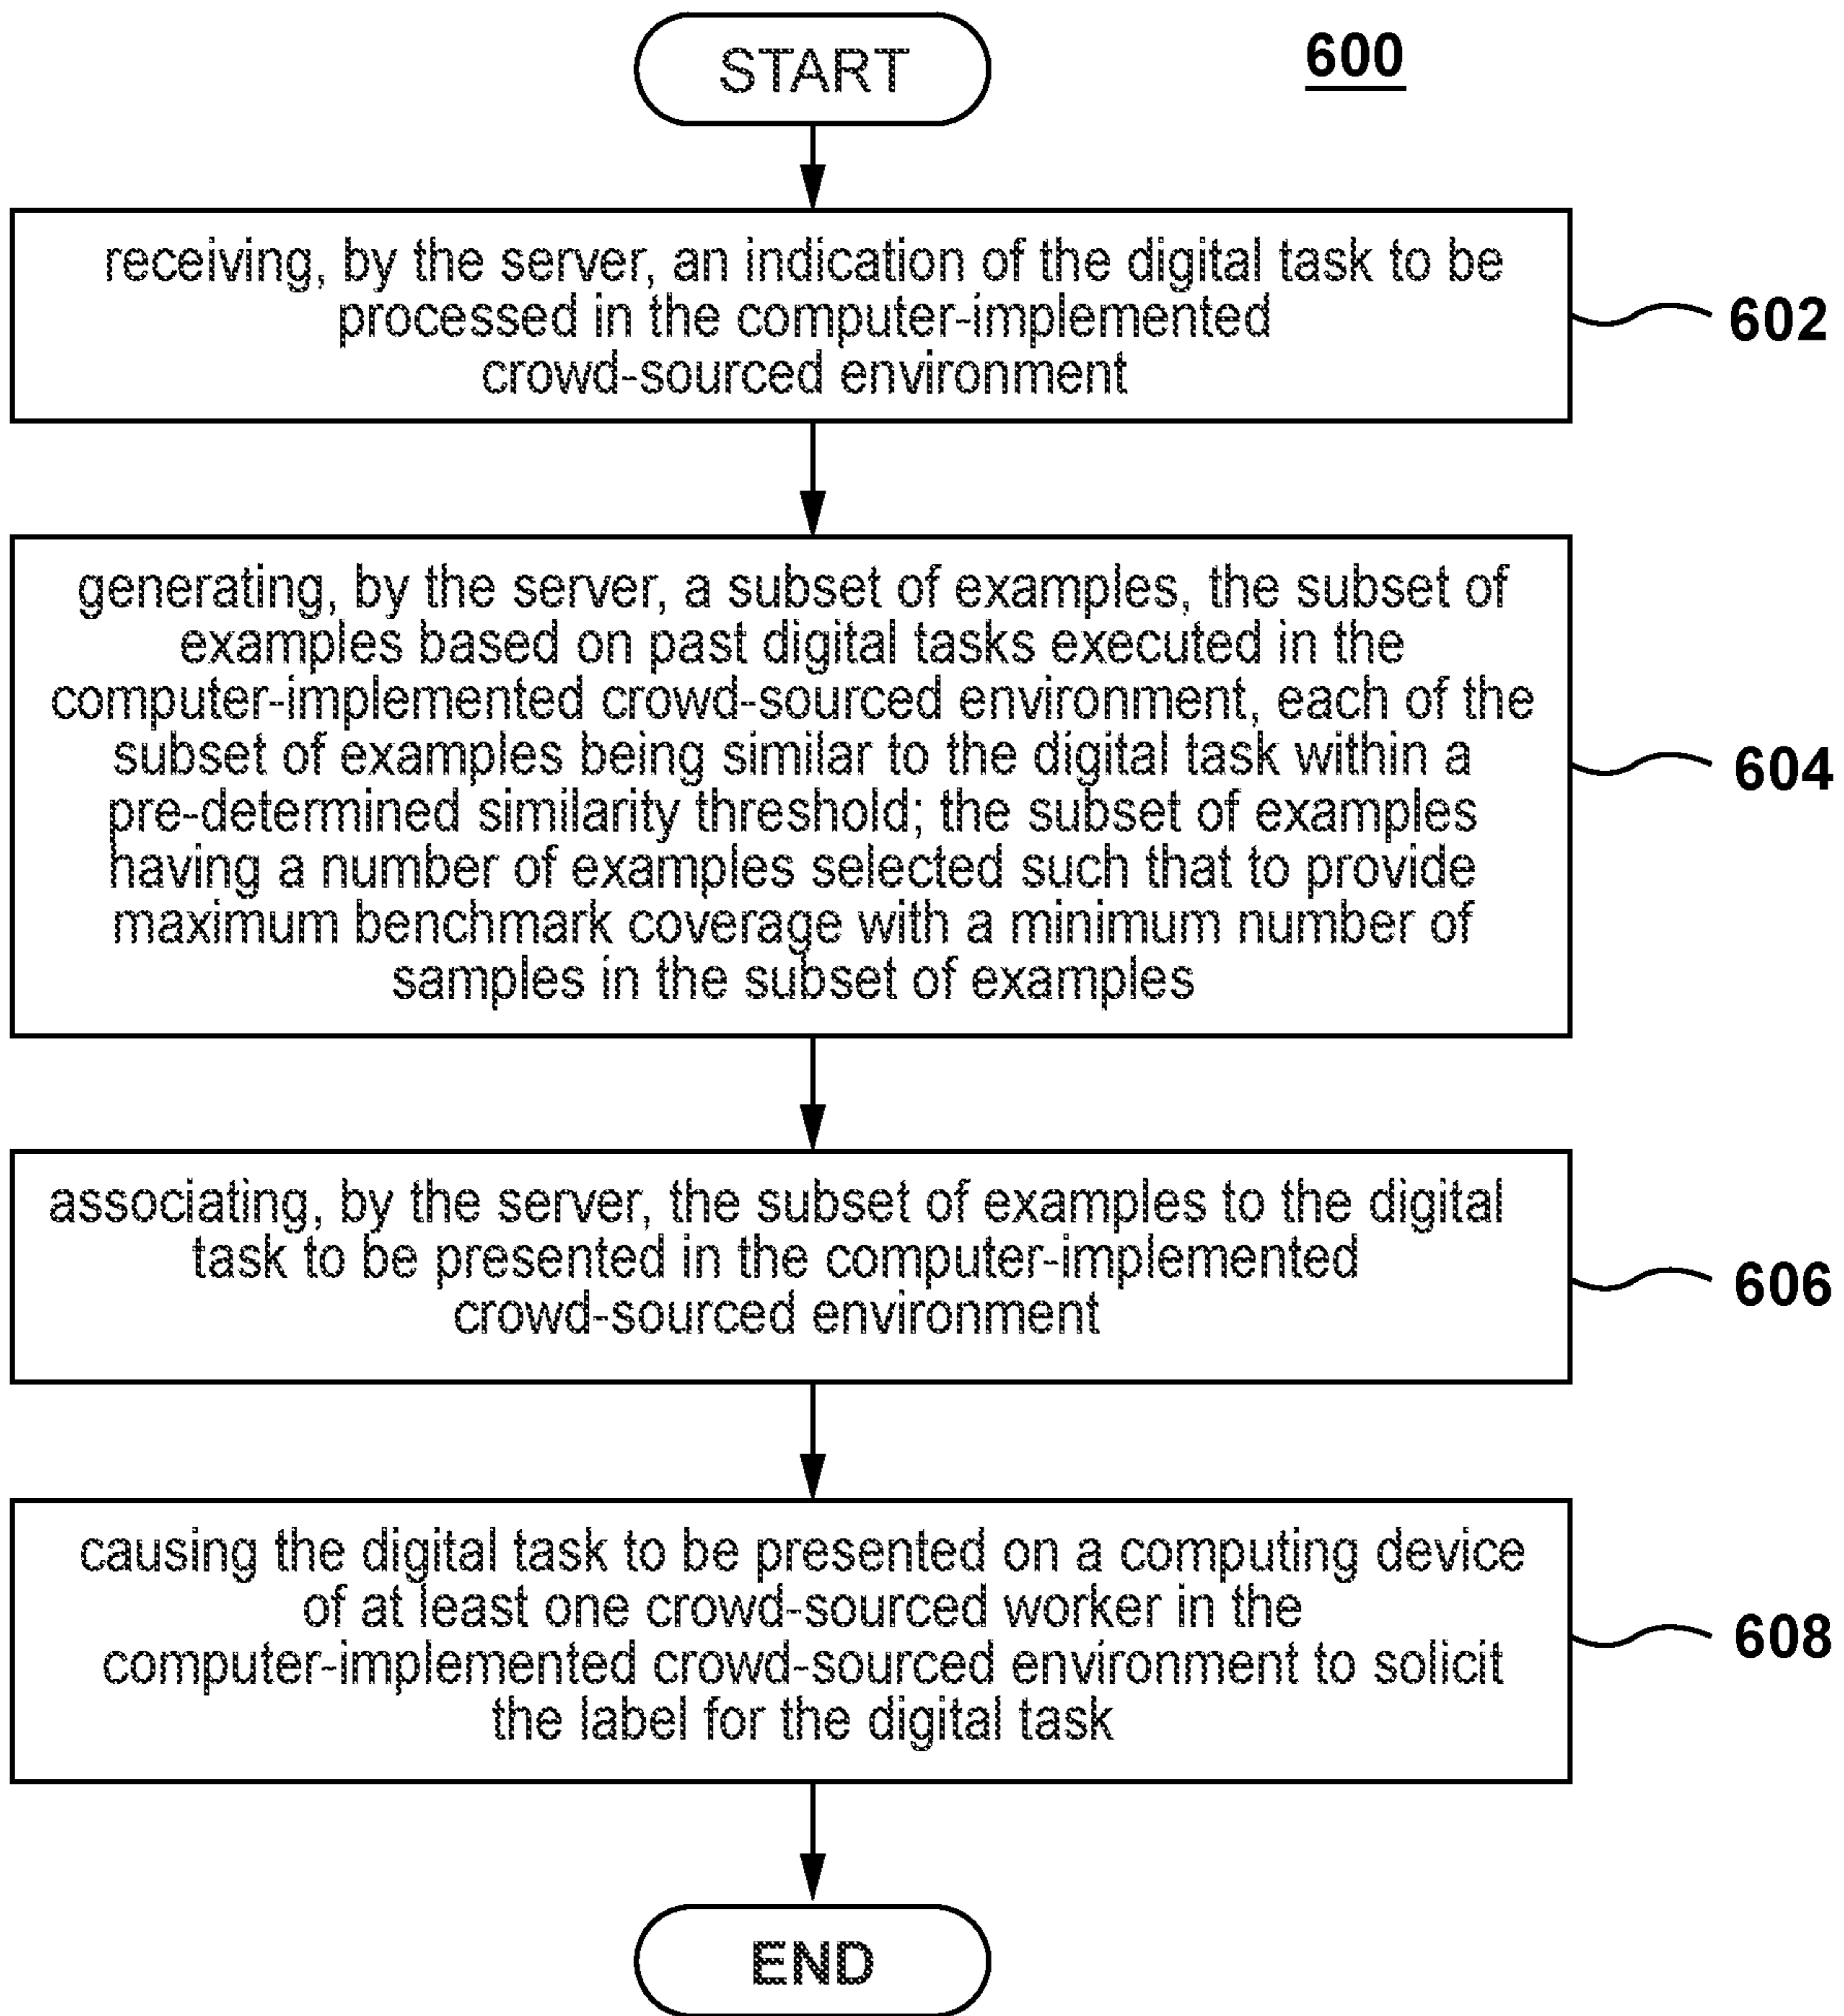 START
600
receiving, by the server, an indication of the digital task to be
processed in the computer-implemented
crowd-sourced environment
602
generating, by the server, a subset of examples, the subset of
examples based on past digital tasks executed in the
computer-implemented crowd-sourced environment, each of the
subset of examples being similar to the digital task within a
pre-determined similarity threshold; the subset of examples
having a number of examples selected such that to provide
maximum benchmark coverage with a minimum number of
samples in the subset of examples
604
associating, by the server, the subset of examples to the digital
task to be presented in the computer-implemented
crowd-sourced environment
606
causing the digital task to be presented on a computing device
of at least one crowd-sourced worker in the
computer-implemented crowd-sourced environment to solicit
the label for the digital task
608
END